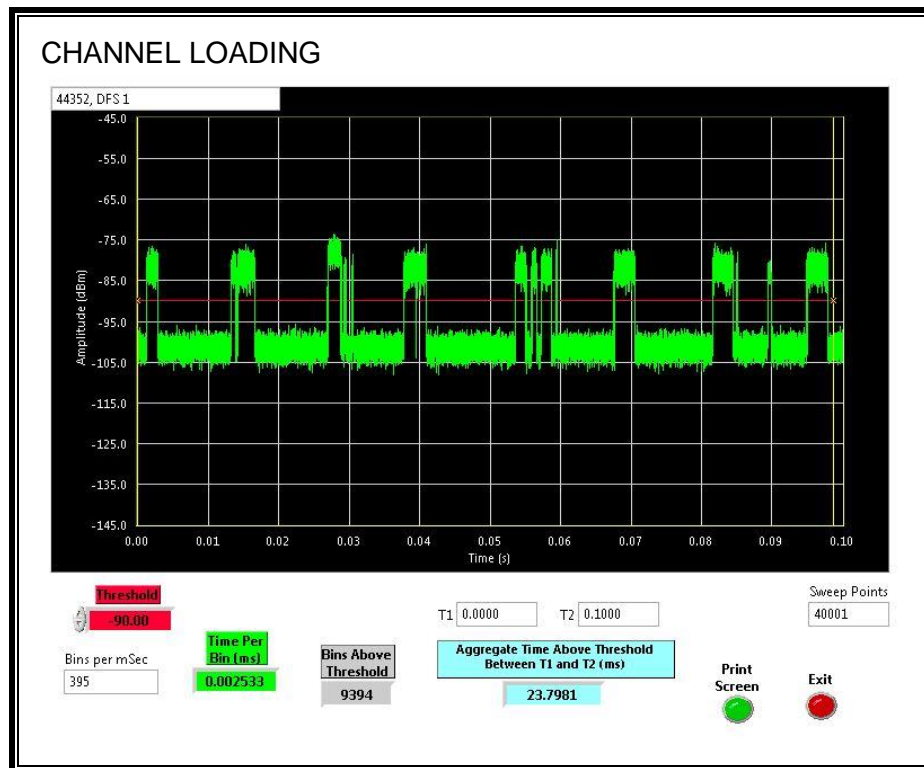 CHANNEL LOADING
44352, DFS 1
-45.0
-55.0
-65.0
-75.0
-85.0
-95.0
-105.0
-115.0
-125.0
-135.0
-145.0
Amplitude (dBm)
0.00 0.01 0.02 0.03 0.04 0.05 0.06 0.07 0.08 0.09 0.10
Time (s)
Threshold
-90.00
Bins per mSec
395
Time Per
Bin (ms)
0.002533
Bins Above
Threshold
9394
T1 0.0000 T2 0.1000
Aggregate Time Above Threshold
Between T1 and T2 (ms)
23.7981
Sweep Points
40001
Print
Screen
Exit